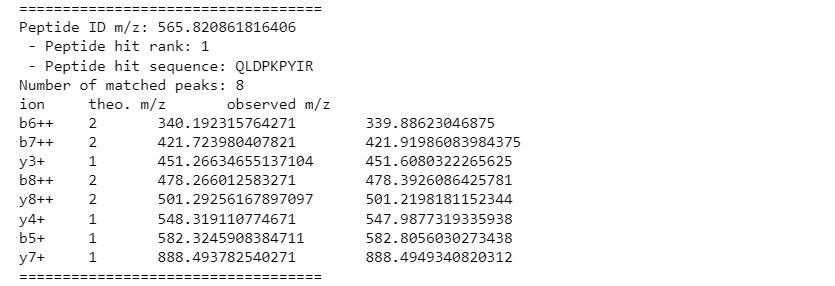 ===================================
Peptide ID m/z: 565.820861816406
- Peptide hit rank: 1
- Peptide hit sequence: QLDPKPYIR
Number of matched peaks: 8
ion theo. m/z observed m/z
b6++ 2 340.192315764271 339.88623046875
b7++ 2 421.723980407821 421.91986083984375
y3+ 1 451.26634655137104 451.6080322265625
b8++ 2 478.266012583271 478.3926086425781
y8++ 2 501.29256167897097 501.2198181152344
y4+ 1 548.319110774671 547.9877319335938
b5+ 1 582.3245908384711 582.8056030273438
y7+ 1 888.493782540271 888.4949340820312
===================================